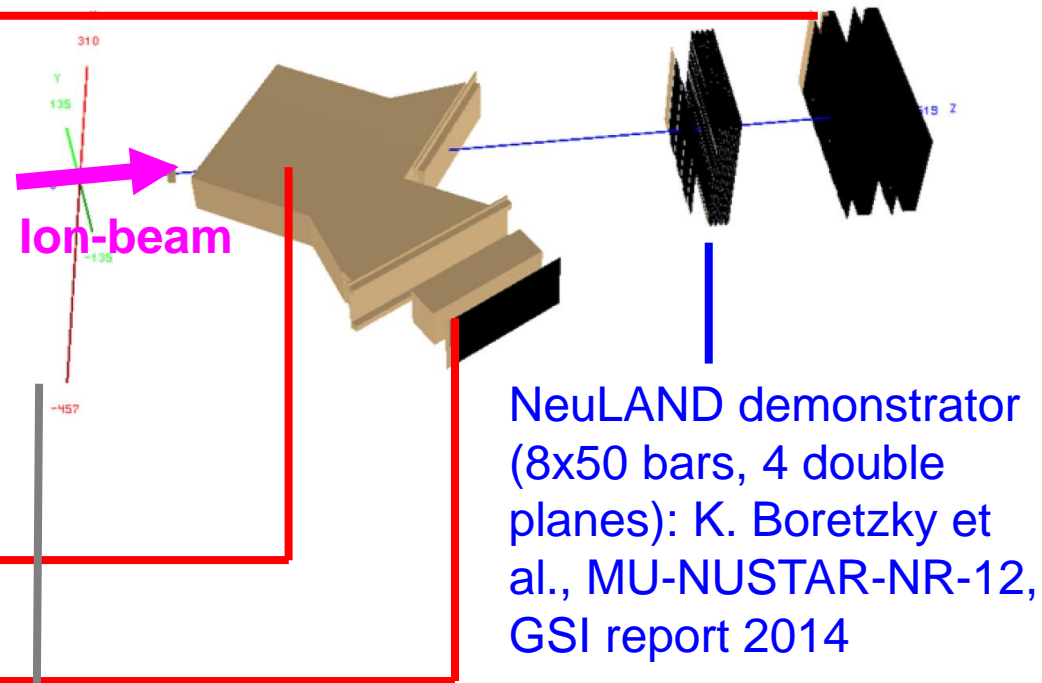 310
Y
135
519 Z
Ion-beam
-135
-457
NeuLAND demonstrator
(8x50 bars, 4 double
planes): K. Boretzky et
al., MU-NUSTAR-NR-12,
GSI report 2014